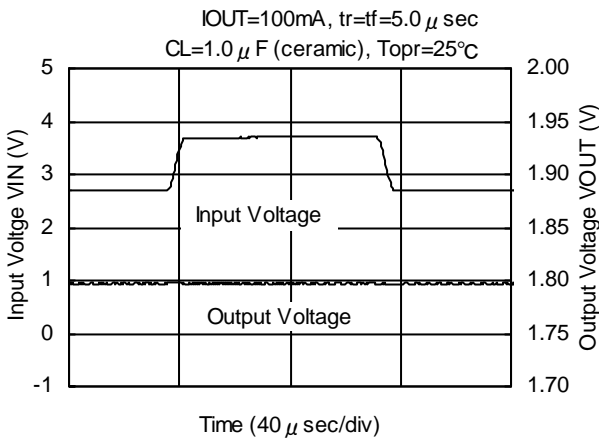 IOUT=100mA, tr=tf=5.0 μ sec
CL=1.0 μ F (ceramic), Topr=25℃
5
4
3
2
1
0
-1
Input Voltge VIN (V)
2.00
1.95
1.90
1.85
1.80
1.75
1.70
Output Voltage VOUT (V)
Input Voltage
Output Voltage
Time (40 μ sec/div)